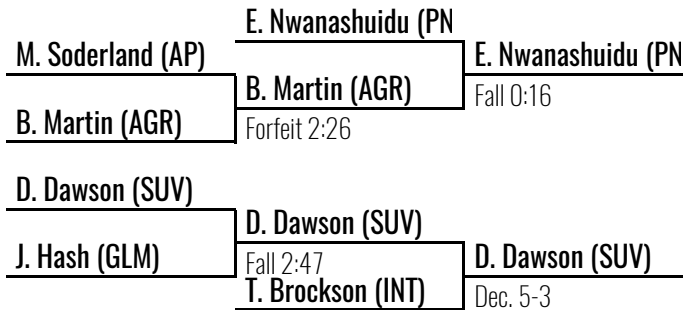 E. Nwanashuidu (PN
M. Soderland (AP)
E. Nwanashuidu (PN
B. Martin (AGR)
Fall 0:16
B. Martin (AGR)
Forfeit 2:26
D. Dawson (SUV)
D. Dawson (SUV)
J. Hash (GLM)
Fall 2:47
D. Dawson (SUV)
T. Brockson (INT)
Dec. 5-3